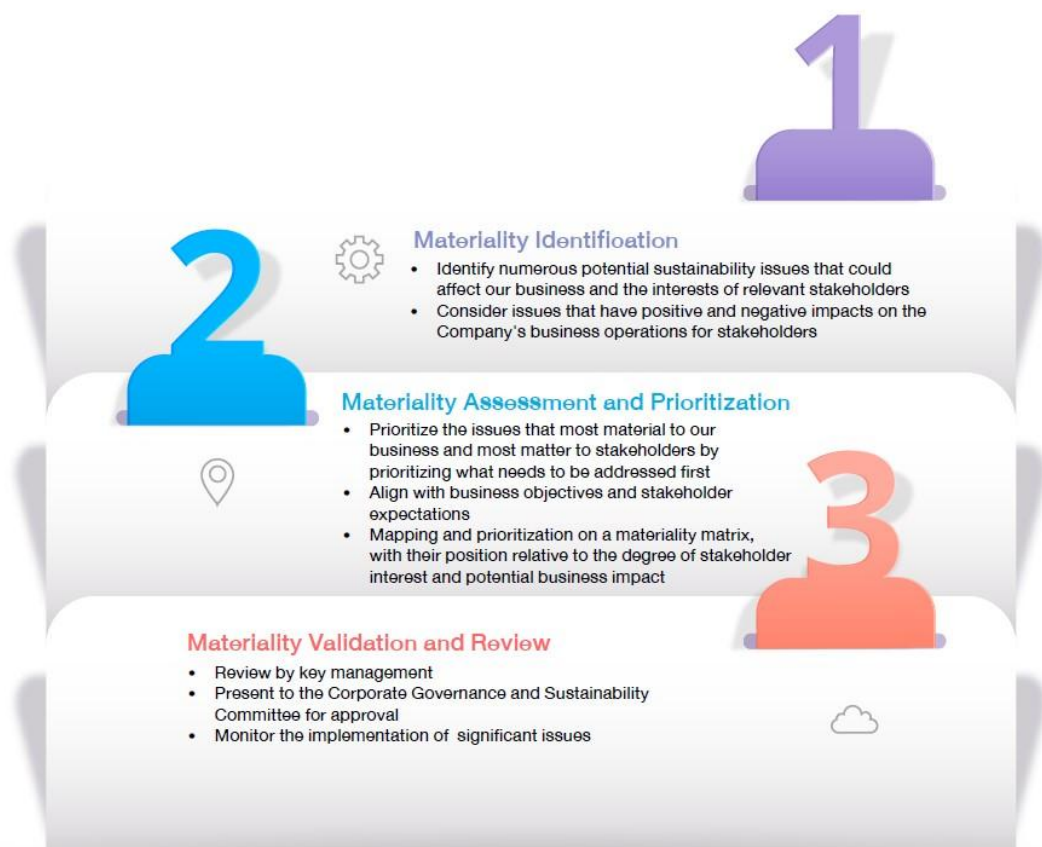 1
Materiality Identification
• Identify numerous potential sustainability issues that could
affect our business and the interests of relevant stakeholders
• Consider issues that have positive and negative impacts on the
Company's business operations for stakeholders
2
Materiality Assessment and Prioritization
• Prioritize the issues that most material to our
business and most matter to stakeholders by
prioritizing what needs to be addressed first
• Align with business objectives and stakeholder
expectations
• Mapping and prioritization on a materiality matrix,
with their position relative to the degree of stakeholder
interest and potential business impact
3
Materiality Validation and Review
• Review by key management
• Present to the Corporate Governance and Sustainability
Committee for approval
• Monitor the implementation of significant issues